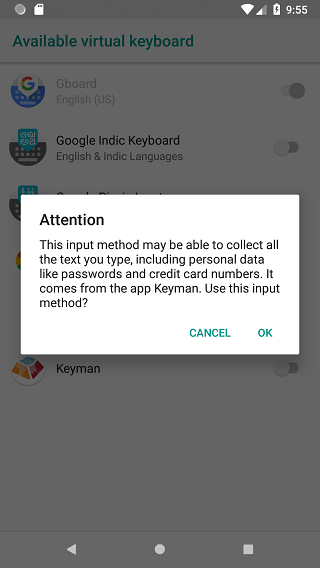 9:55
Available virtual keyboard
Gboard
English (US)
Google Indic Keyboard
English & Indic Languages
Attention
This input method may be able to collect all
the text you type, including personal data
like passwords and credit card numbers. It
comes from the app Keyman. Use this input
method?
CANCEL
OK
Keyman